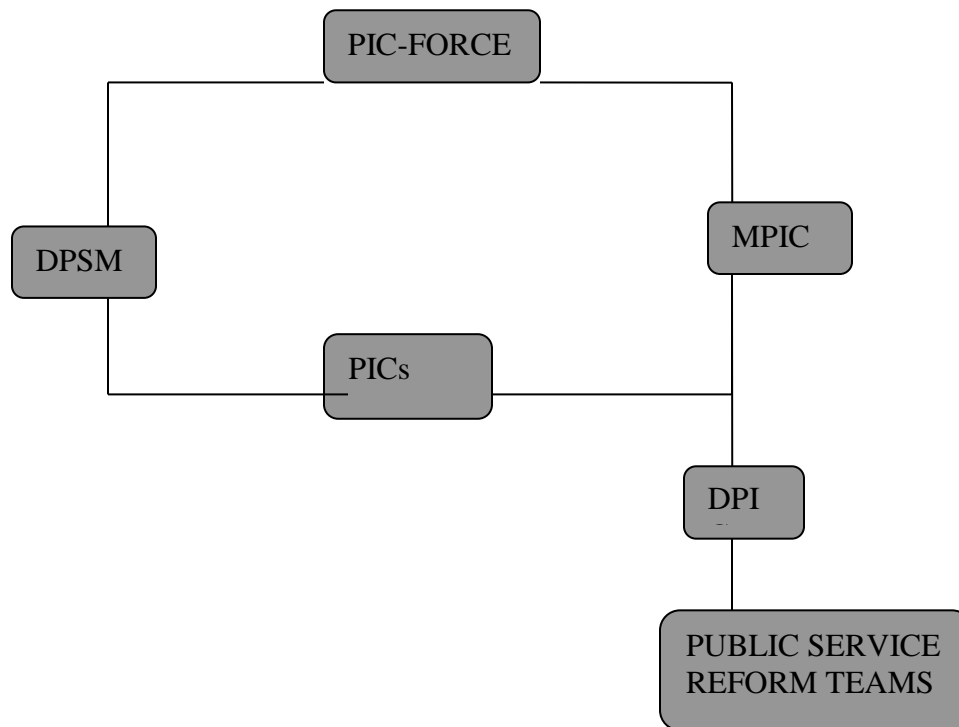 PIC-FORCE
MPIC
DPSM
PICs
DPI
PUBLIC SERVICE
REFORM TEAMS